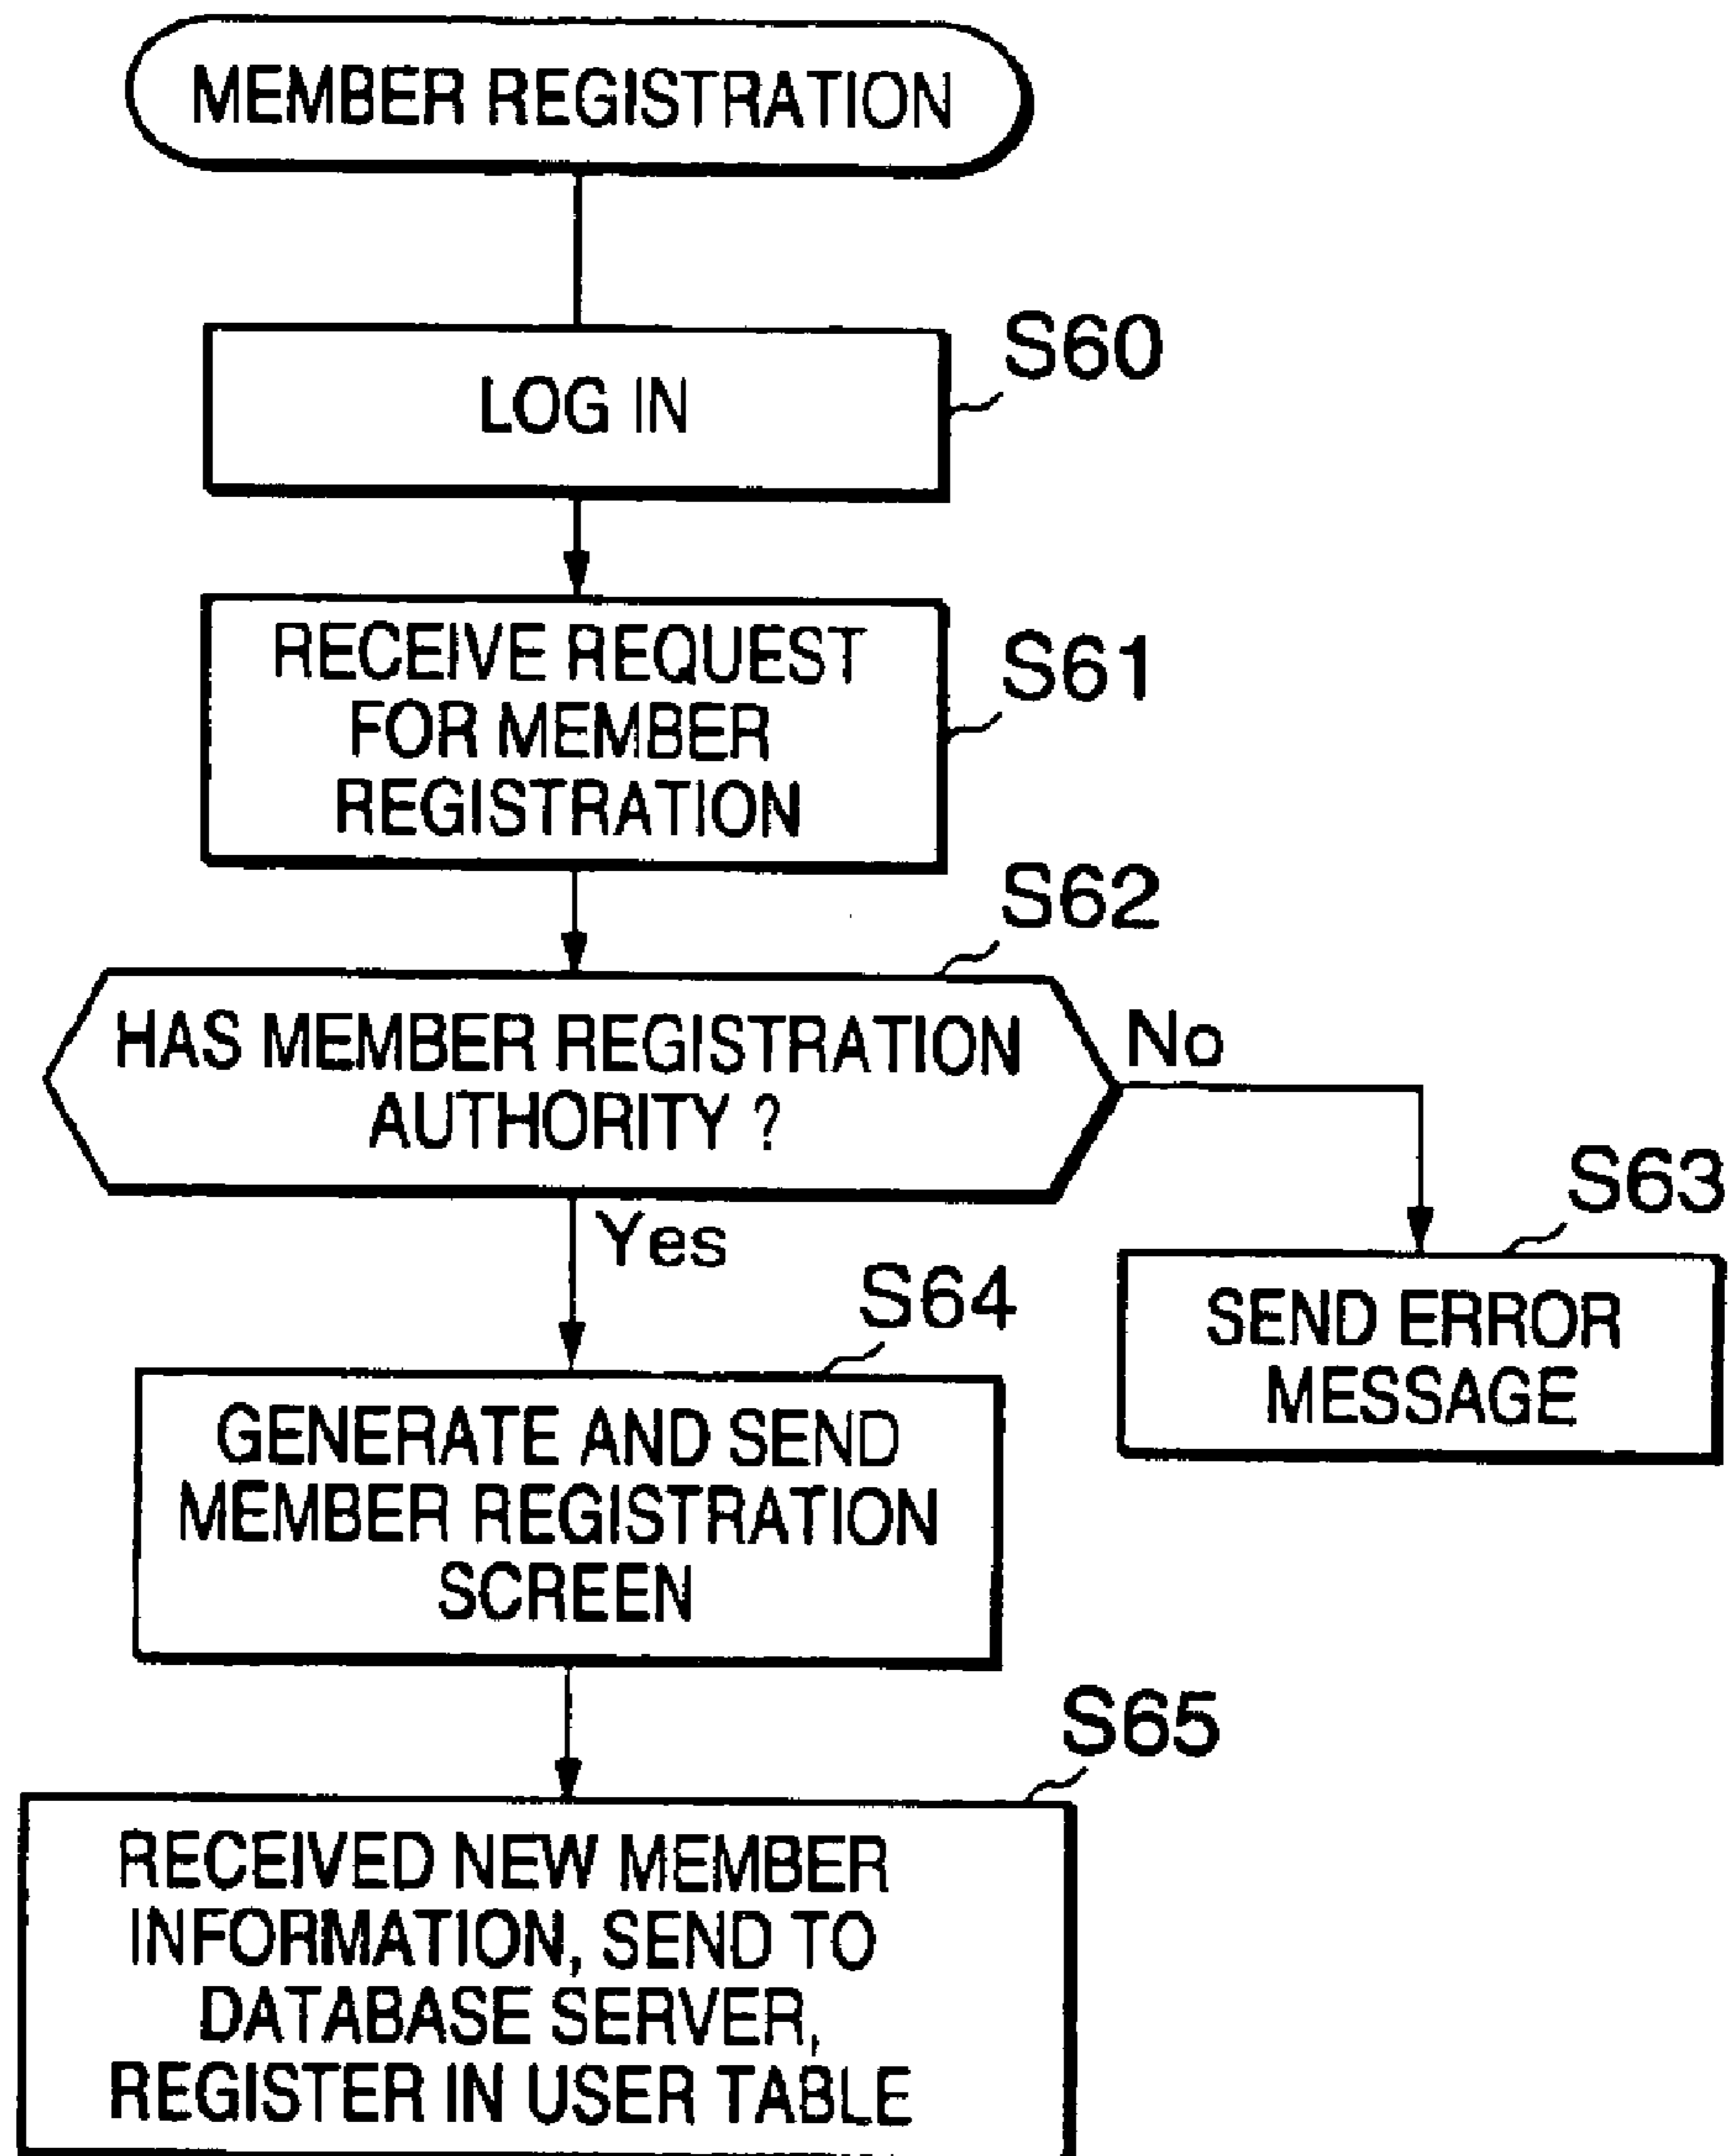 MEMBER REGISTRATION
S60
LOG IN
S61
RECEIVE REQUEST
FOR MEMBER
REGISTRATION
S62
HAS MEMBER REGISTRATION
AUTHORITY ?
No
Yes
S63
SEND ERROR
MESSAGE
S64
GENERATE AND SEND
MEMBER REGISTRATION
SCREEN
S65
RECEIVED NEW MEMBER
INFORMATION, SEND TO
DATABASE SERVER,
REGISTER IN USER TABLE